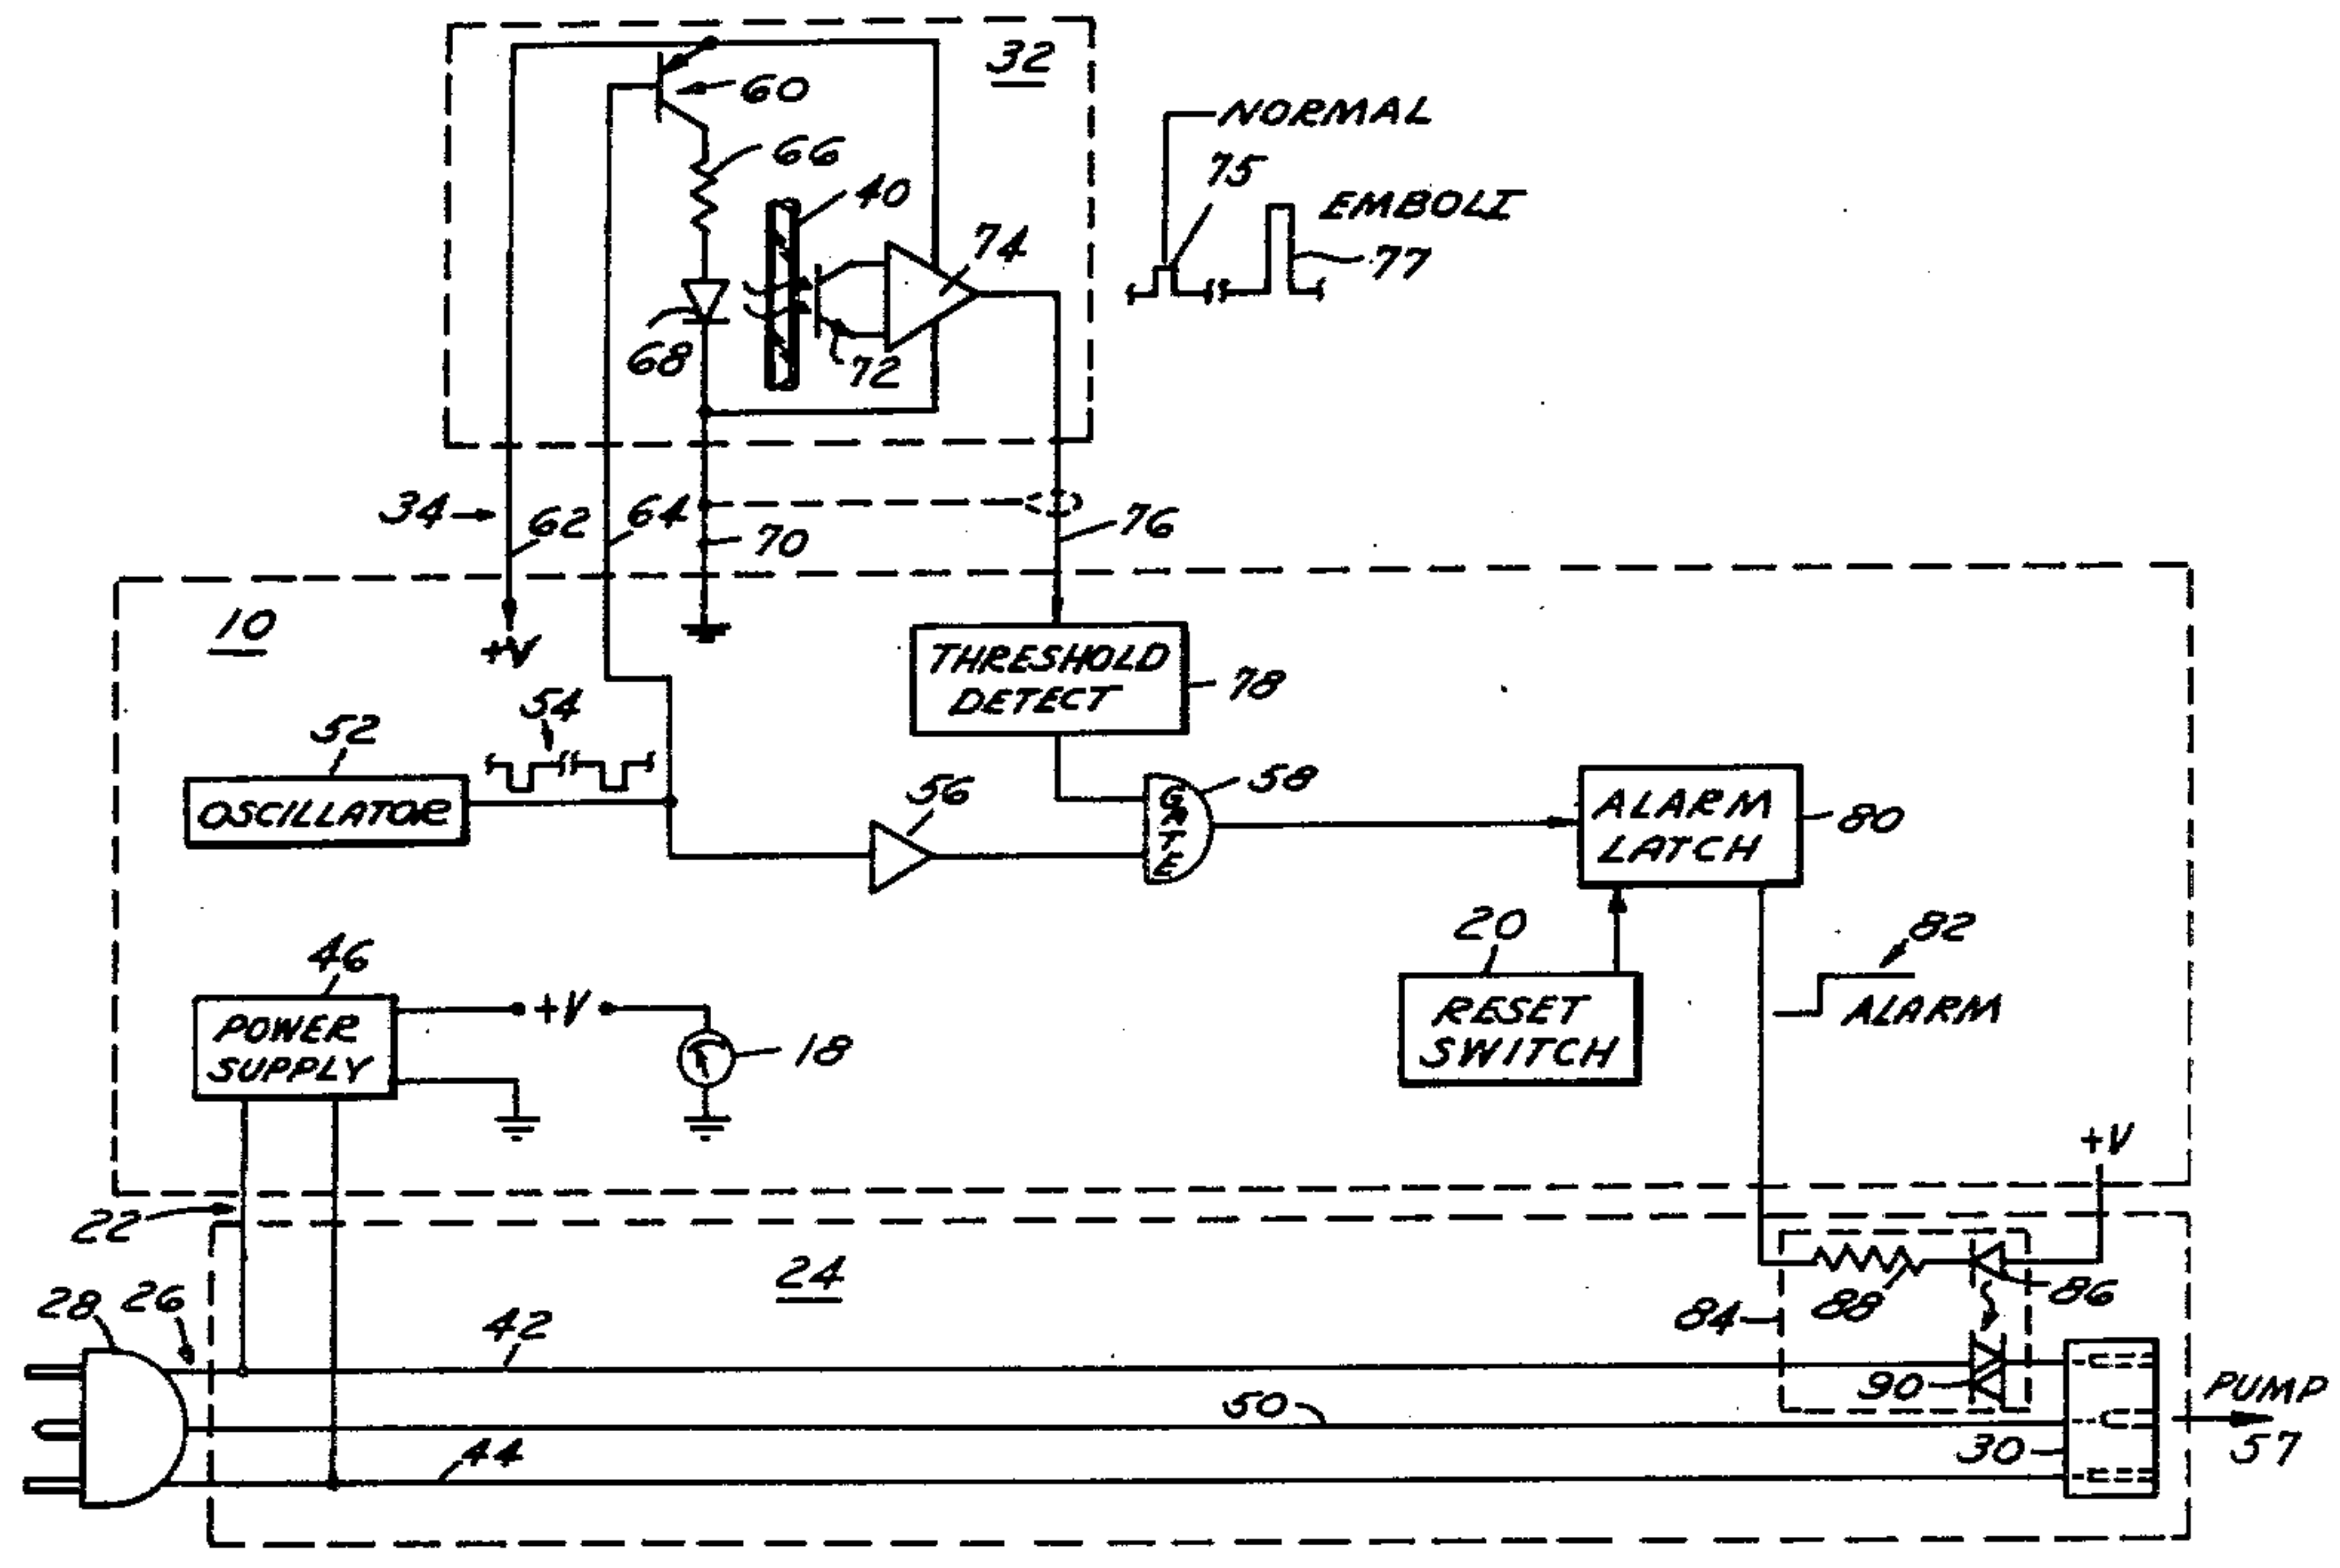 32
60
NORMAL
66
75
40
EMBOLI
74
77
68
72
34
62
64
70
76
10
+V
THRESHOLD
DETECT
78
54
52
OSCILLATOR
56
58
GATE
ALARM
LATCH
80
46
20
82
POWER
SUPPLY
+V
18
RESET
SWITCH
ALARM
+V
22
24
28
26
42
84
88
86
90
50
44
30
PUMP
57